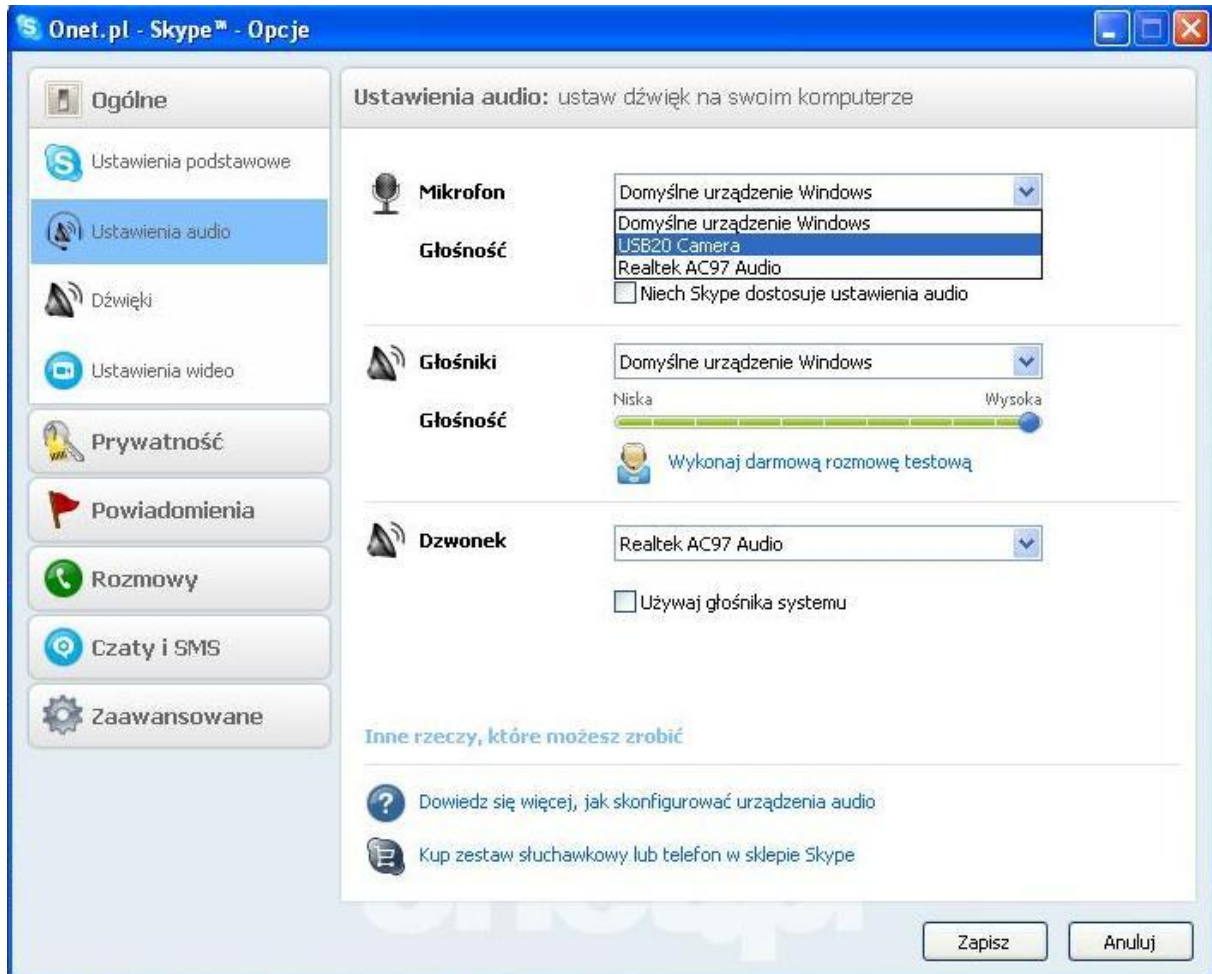 Onet.pl - Skype™ - Opcje
Ogólne
Ustawienia podstawowe
Ustawienia audio
Dźwięki
Ustawienia wideo
Prywatność
Powiadomienia
Rozmowy
Czaty i SMS
Zaawansowane
Ustawienia audio: ustaw dźwięk na swoim komputerze
Mikrofon
Domyślne urządzenie Windows
Domyślne urządzenie Windows
USB20 Camera
Realtek AC97 Audio
Głośność
Niech Skype dostosuje ustawienia audio
Głośniki
Domyślne urządzenie Windows
Głośność
Niska
Wysoka
Wykonaj darmową rozmowę testową
Dzwonek
Realtek AC97 Audio
Używaj głośnika systemu
Inne rzeczy, które możesz zrobić
Dowiedz się więcej, jak skonfigurować urządzenia audio
Kup zestaw słuchawkowy lub telefon w sklepie Skype
Zapisz
Anuluj